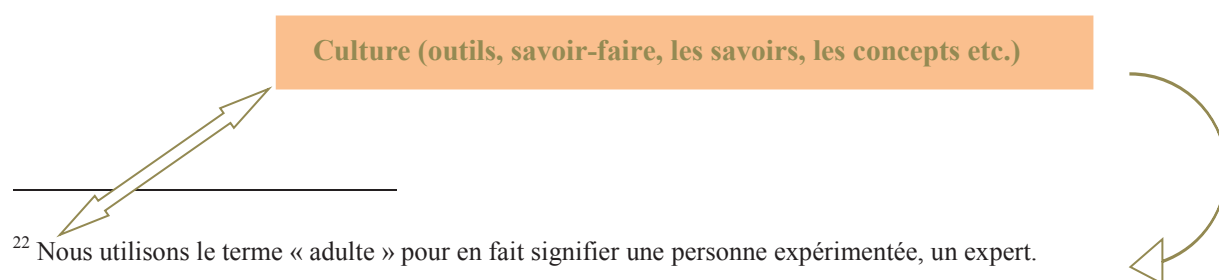 Culture (outils, savoir-faire, les savoirs, les concepts etc.)
22 Nous utilisons le terme « adulte » pour en fait signifier une personne expérimentée, un expert.